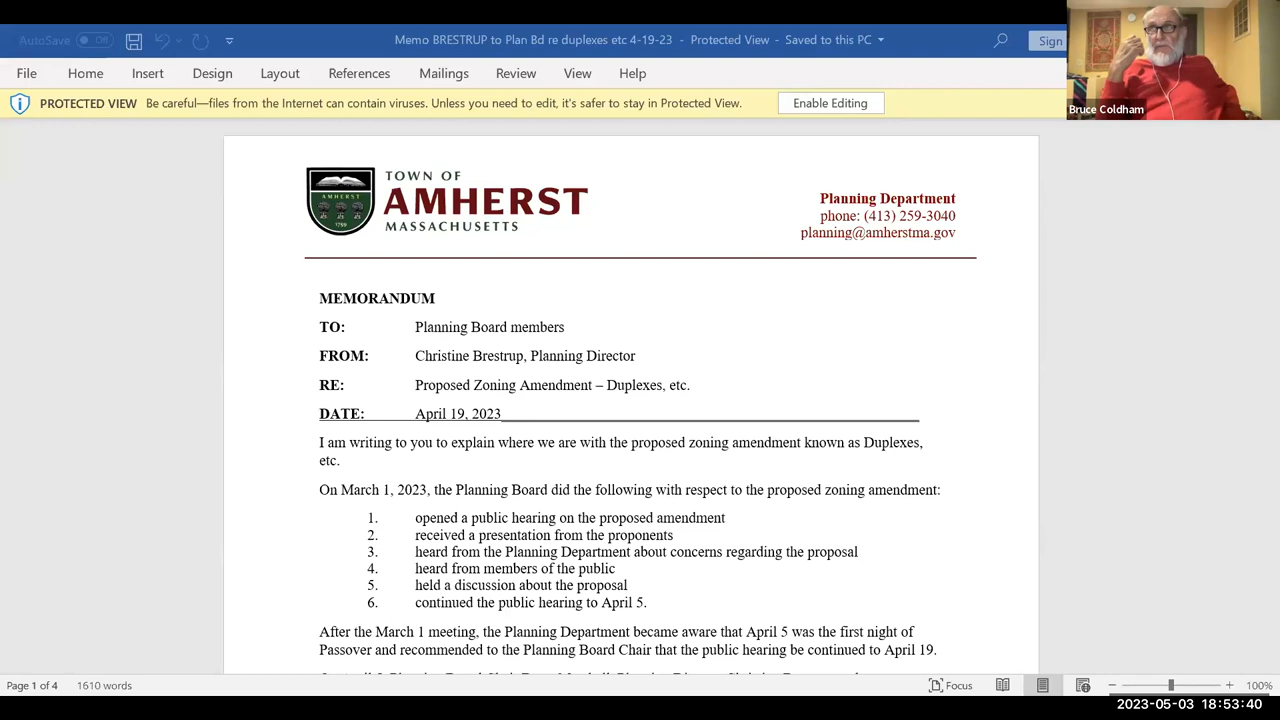 AutoSave Off Memo BRESTRUP to Plan Bd re duplexes etc 4-19-23 - Protected View - Saved to this PC Sign
File Home Insert Design Layout References Mailings Review View Help
PROTECTED VIEW Be careful—files from the Internet can contain viruses. Unless you need to edit, it's safer to stay in Protected View. Enable Editing
Bruce Coldham
TOWN OF
AMHERST
MASSACHUSETTS
AMHERST
1759
Planning Department
phone: (413) 259-3040
planning@amherstma.gov
MEMORANDUM
TO: Planning Board members
FROM: Christine Brestrup, Planning Director
RE: Proposed Zoning Amendment – Duplexes, etc.
DATE: April 19, 2023
I am writing to you to explain where we are with the proposed zoning amendment known as Duplexes,
etc.
On March 1, 2023, the Planning Board did the following with respect to the proposed zoning amendment:
1. opened a public hearing on the proposed amendment
2. received a presentation from the proponents
3. heard from the Planning Department about concerns regarding the proposal
4. heard from members of the public
5. held a discussion about the proposal
6. continued the public hearing to April 5.
After the March 1 meeting, the Planning Department became aware that April 5 was the first night of
Passover and recommended to the Planning Board Chair that the public hearing be continued to April 19.
Page 1 of 4 1610 words Focus 100%
2023-05-03 18:53:40